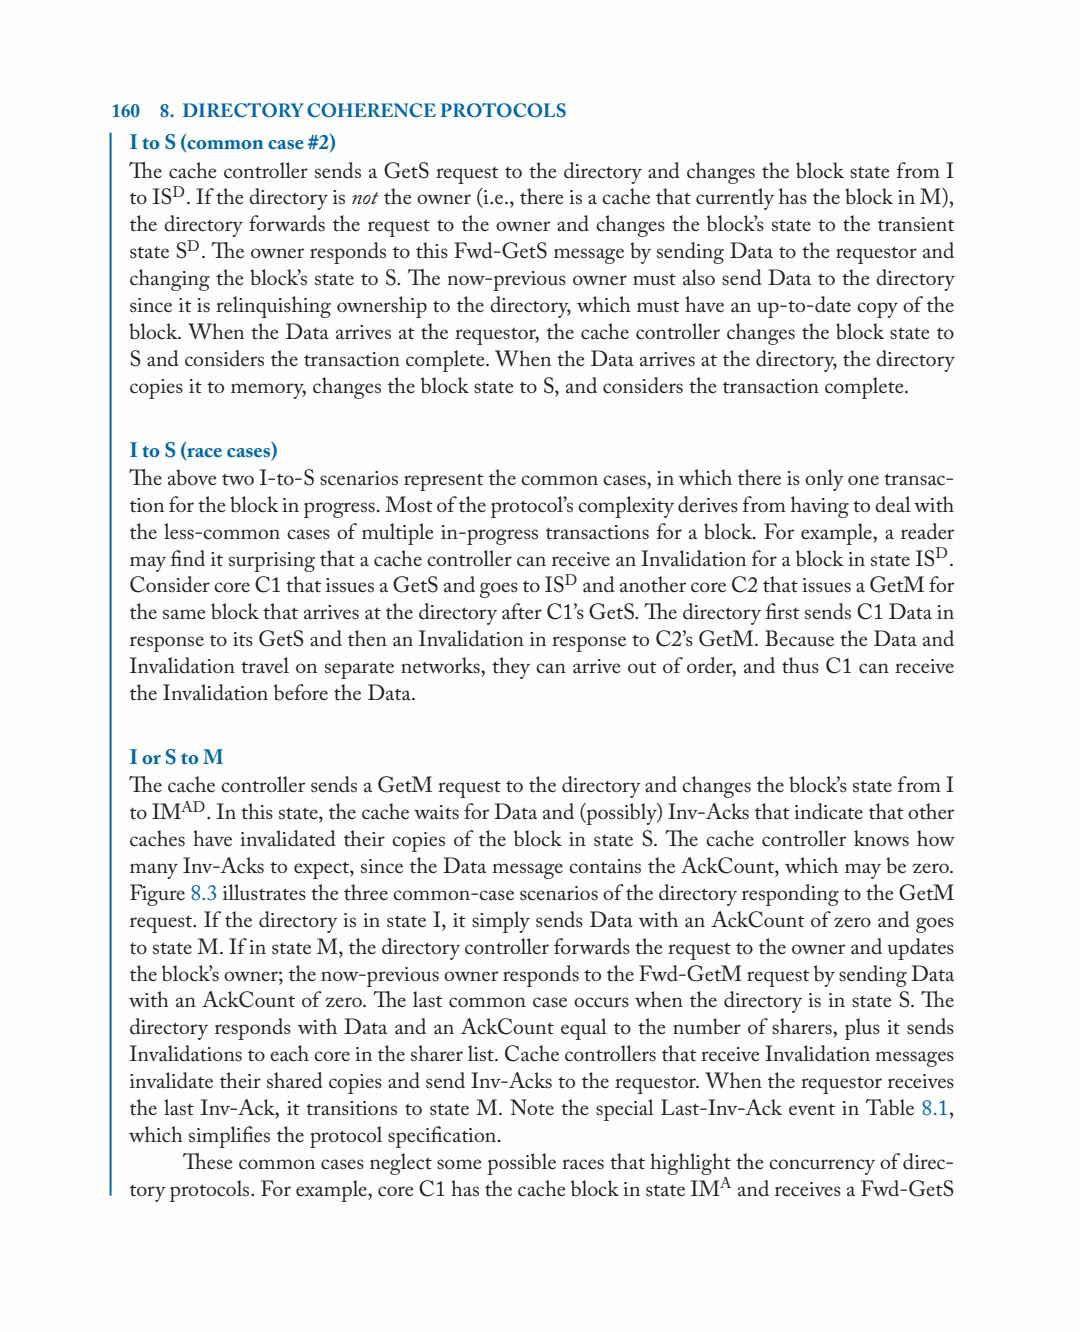 160 8. DIRECTORY COHERENCE PROTOCOLS
I to S (common case #2)
The cache controller sends a GetS request to the directory and changes the block state from I
to ISᴰ. If the directory is not the owner (i.e., there is a cache that currently has the block in M),
the directory forwards the request to the owner and changes the block’s state to the transient
state Sᴰ. The owner responds to this Fwd-GetS message by sending Data to the requestor and
changing the block’s state to S. The now-previous owner must also send Data to the directory
since it is relinquishing ownership to the directory, which must have an up-to-date copy of the
block. When the Data arrives at the requestor, the cache controller changes the block state to
S and considers the transaction complete. When the Data arrives at the directory, the directory
copies it to memory, changes the block state to S, and considers the transaction complete.
I to S (race cases)
The above two I-to-S scenarios represent the common cases, in which there is only one transac-
tion for the block in progress. Most of the protocol’s complexity derives from having to deal with
the less-common cases of multiple in-progress transactions for a block. For example, a reader
may find it surprising that a cache controller can receive an Invalidation for a block in state ISᴰ.
Consider core C1 that issues a GetS and goes to ISᴰ and another core C2 that issues a GetM for
the same block that arrives at the directory after C1’s GetS. The directory first sends C1 Data in
response to its GetS and then an Invalidation in response to C2’s GetM. Because the Data and
Invalidation travel on separate networks, they can arrive out of order, and thus C1 can receive
the Invalidation before the Data.
I or S to M
The cache controller sends a GetM request to the directory and changes the block’s state from I
to IMᴬᴰ. In this state, the cache waits for Data and (possibly) Inv-Acks that indicate that other
caches have invalidated their copies of the block in state S. The cache controller knows how
many Inv-Acks to expect, since the Data message contains the AckCount, which may be zero.
Figure 8.3 illustrates the three common-case scenarios of the directory responding to the GetM
request. If the directory is in state I, it simply sends Data with an AckCount of zero and goes
to state M. If in state M, the directory controller forwards the request to the owner and updates
the block’s owner; the now-previous owner responds to the Fwd-GetM request by sending Data
with an AckCount of zero. The last common case occurs when the directory is in state S. The
directory responds with Data and an AckCount equal to the number of sharers, plus it sends
Invalidations to each core in the sharer list. Cache controllers that receive Invalidation messages
invalidate their shared copies and send Inv-Acks to the requestor. When the requestor receives
the last Inv-Ack, it transitions to state M. Note the special Last-Inv-Ack event in Table 8.1,
which simplifies the protocol specification.
These common cases neglect some possible races that highlight the concurrency of direc-
tory protocols. For example, core C1 has the cache block in state IMᴬ and receives a Fwd-GetS